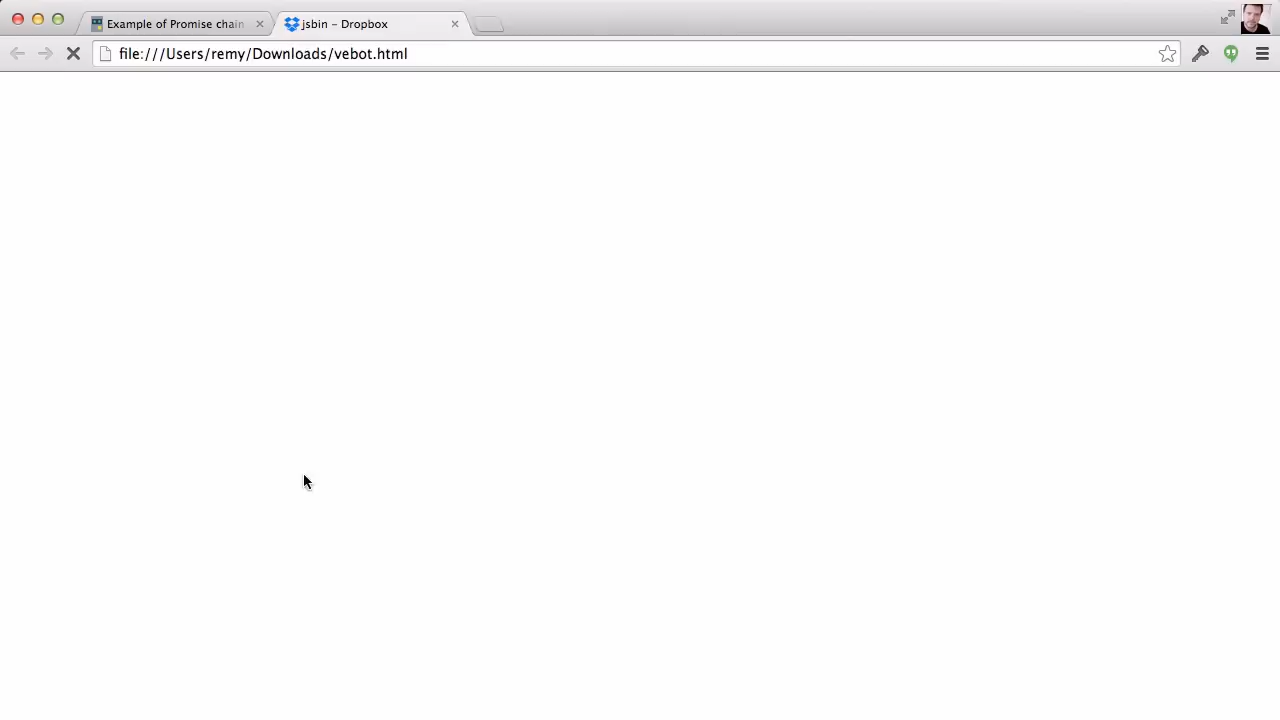 Example of Promise chain
jsbin – Dropbox
file:///Users/remy/Downloads/vebot.html